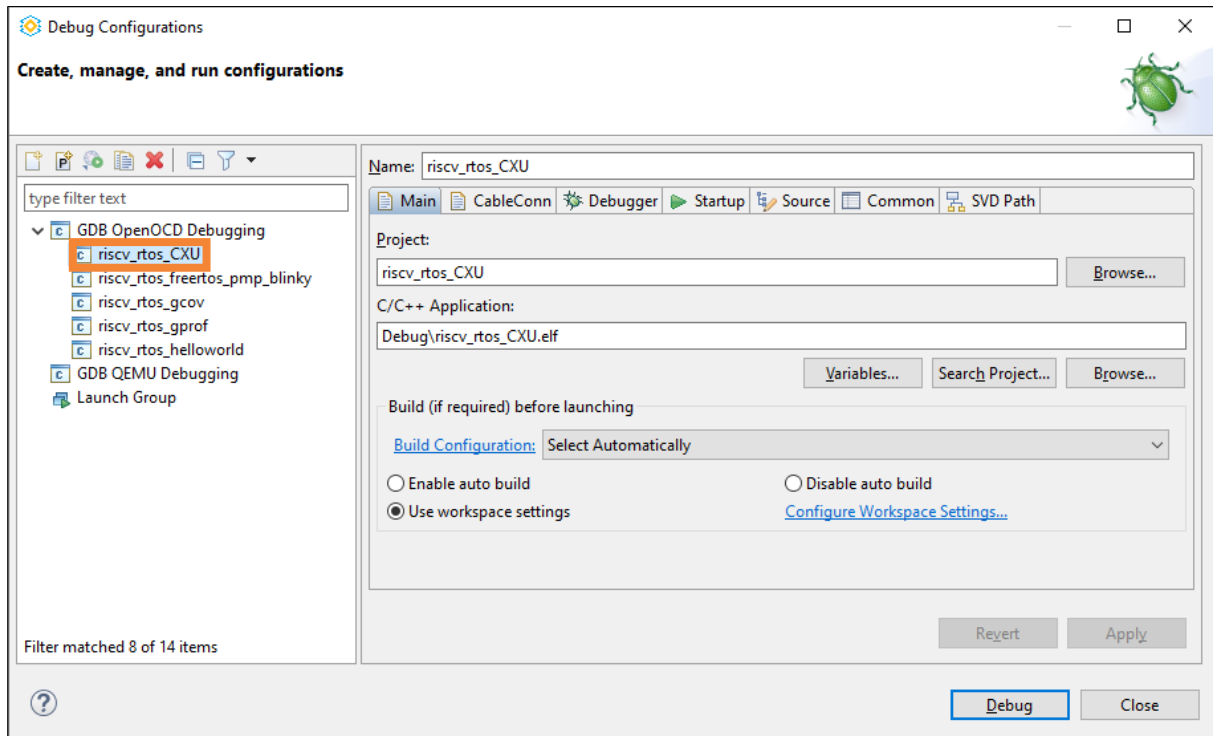 Debug Configurations
Create, manage, and run configurations
type filter text
GDB OpenOCD Debugging
riscv_rtos_CXU
riscv_rtos_freertos_pmp_blinky
riscv_rtos_gcov
riscv_rtos_gprof
riscv_rtos_helloworld
GDB QEMU Debugging
Launch Group
Filter matched 8 of 14 items
Name: riscv_rtos_CXU
Main CableConn Debugger Startup Source Common SVD Path
Project:
riscv_rtos_CXU Browse...
C/C++ Application:
Debug\riscv_rtos_CXU.elf
Variables... Search Project... Browse...
Build (if required) before launching
Build Configuration: Select Automatically
Enable auto build Disable auto build
Use workspace settings Configure Workspace Settings...
Revert Apply
? Debug Close